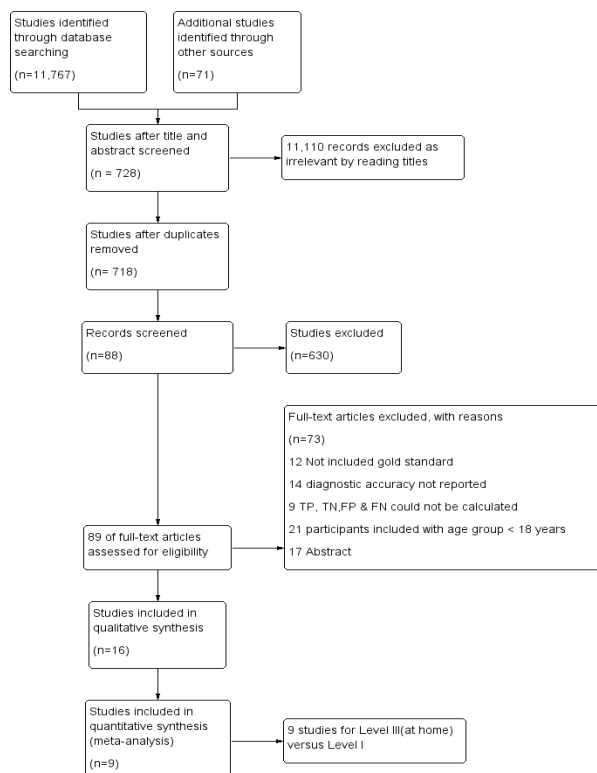 Studies identified
through database
searching
(n=11,767)
Additional studies
identified through
other sources
(n=71)
Studies after title and
abstract screened
(n = 728)
11,110 records excluded as
irrelevant by reading titles
Studies after duplicates
removed
(n= 718)
Records screened
(n=88)
Studies excluded
(n=630)
Full-text articles excluded, with reasons
(n=73)
12 Not included gold standard
14 diagnostic accuracy not reported
9 TP, TN,FP & FN could not be calculated
21 participants included with age group < 18 years
17 Abstract
89 of full-text articles
assessed for eligibility
Studies included in
qualitative synthesis
(n=16)
Studies included in
quantitative synthesis
(meta-analysis)
(n=9)
9 studies for Level III(at home)
versus Level I